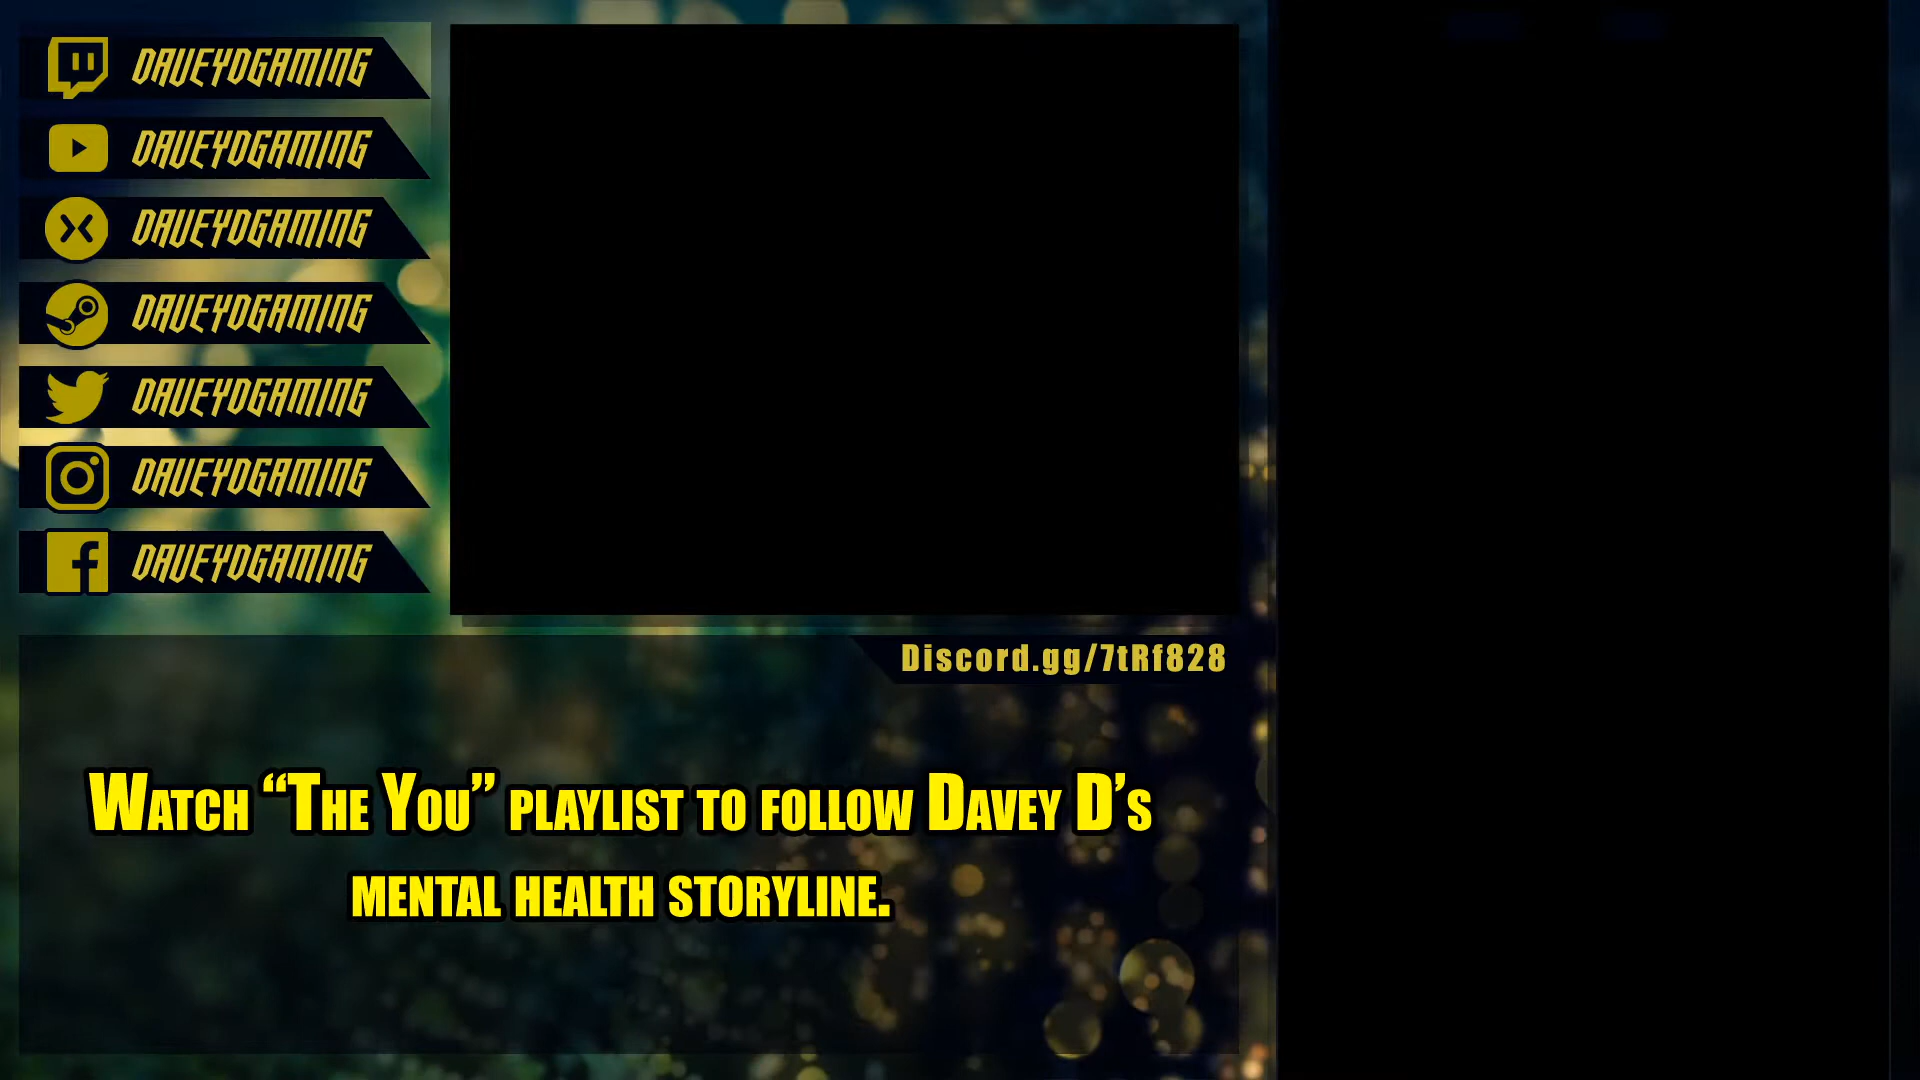 DAVEYDGAMING
DAVEYDGAMING
DAVEYDGAMING
DAVEYDGAMING
DAVEYDGAMING
DAVEYDGAMING
DAVEYDGAMING
Discord.gg/7tRf828
Watch “The You” playlist to follow Davey D’s
mental health storyline.